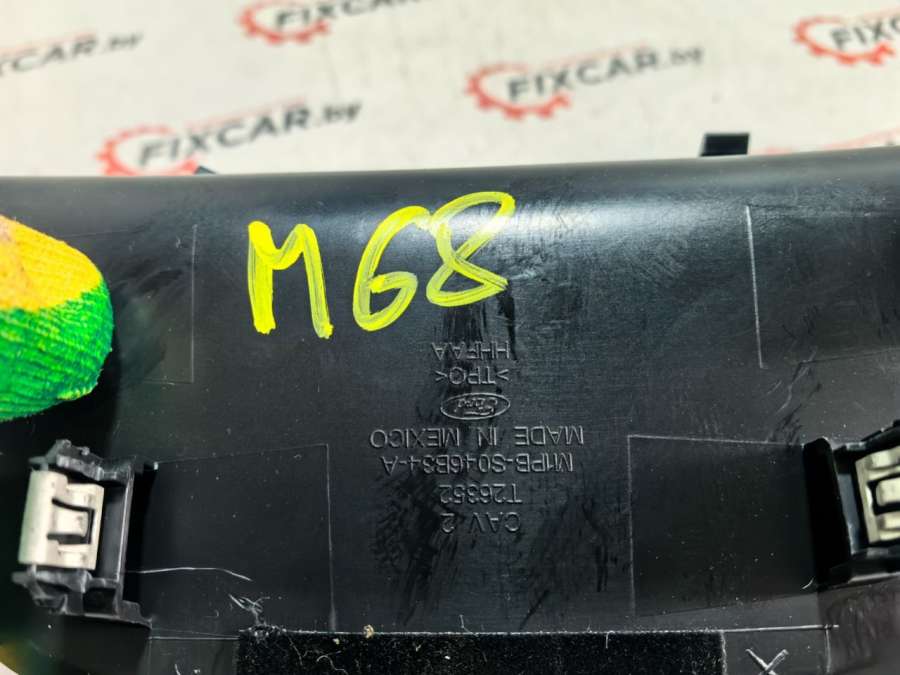 FIXCAR.by
FIXCAR.by
FIXCAR.by
FIXCAR.by
M68
CAV 2
T26352
M1PB-S046B34-A
MADE IN MEXICO
Ford
>TPO<